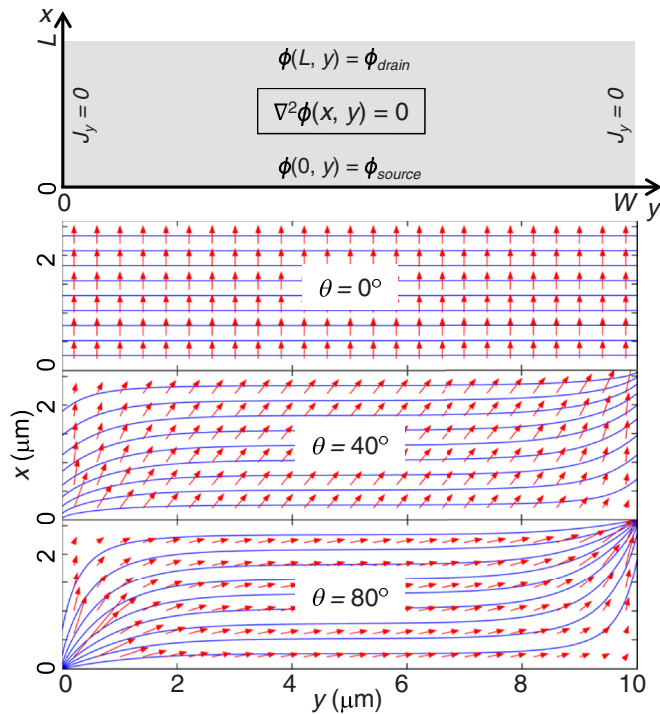 x
L
ϕ(L, y) = ϕdrain
Jy = 0
∇²ϕ(x, y) = 0
Jy = 0
ϕ(0, y) = ϕsource
0
0
W
y
2
θ = 0°
0
2
θ = 40°
0
x (μm)
2
θ = 80°
0
0
2
4
6
8
10
y (μm)